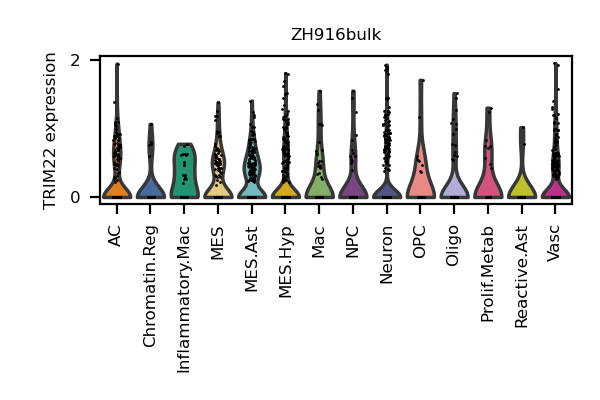 ZH916bulk
TRIM22 expression
2
0
AC
Chromatin.Reg
Inflammatory.Mac
MES
MES.Ast
MES.Hyp
Mac
NPC
Neuron
OPC
Oligo
Prolif.Metab
Reactive.Ast
Vasc